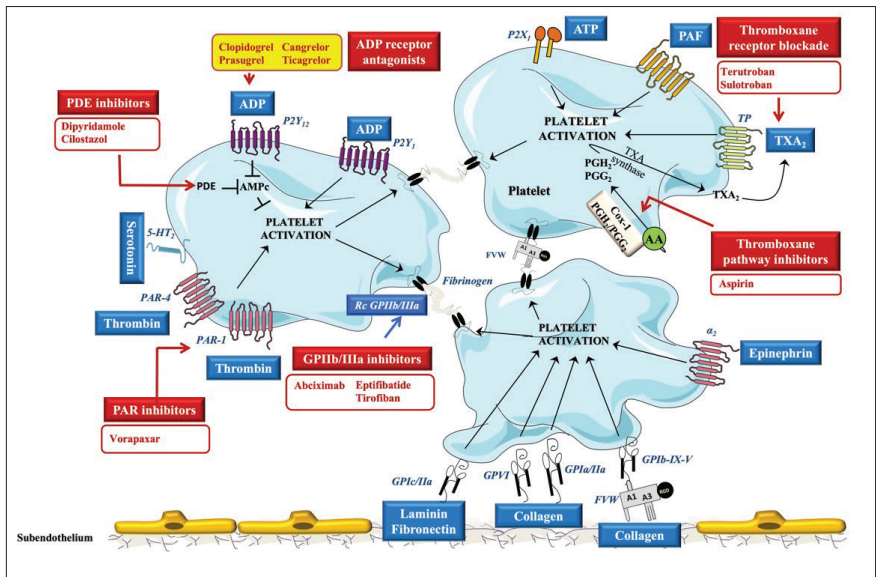 Clopidogrel Cangrelor
Prasugrel Ticagrelor
ADP receptor
antagonists
P2X1
ATP
PAF
Thromboxane
receptor blockade
Terutroban
Sulotroban
PDE inhibitors
Dipyridamole
Cilostazol
ADP
P2Y12
ADP
P2Y1
PLATELET
ACTIVATION
TP
TXA2
TXA
synthase
PGH2
PGG2
TXA2
Platelet
Cox-1
PGH2/PGG2
AA
PDE
AMPc
PLATELET
ACTIVATION
5-HT2
Serotonin
FVW
A1
A3
RGD
Thromboxane
pathway inhibitors
Aspirin
PAR-4
Thrombin
PAR-1
Thrombin
Fibrinogen
Rc GPIIb/IIIa
GPIIb/IIIa inhibitors
Abciximab Eptifibatide
Tirofiban
PLATELET
ACTIVATION
α2
Epinephrin
PAR inhibitors
Vorapaxar
GPIc/IIa
GPVI
GPIa/IIa
GPIb-IX-V
FVW
A1
A3
RGD
Laminin
Fibronectin
Collagen
Collagen
Subendothelium